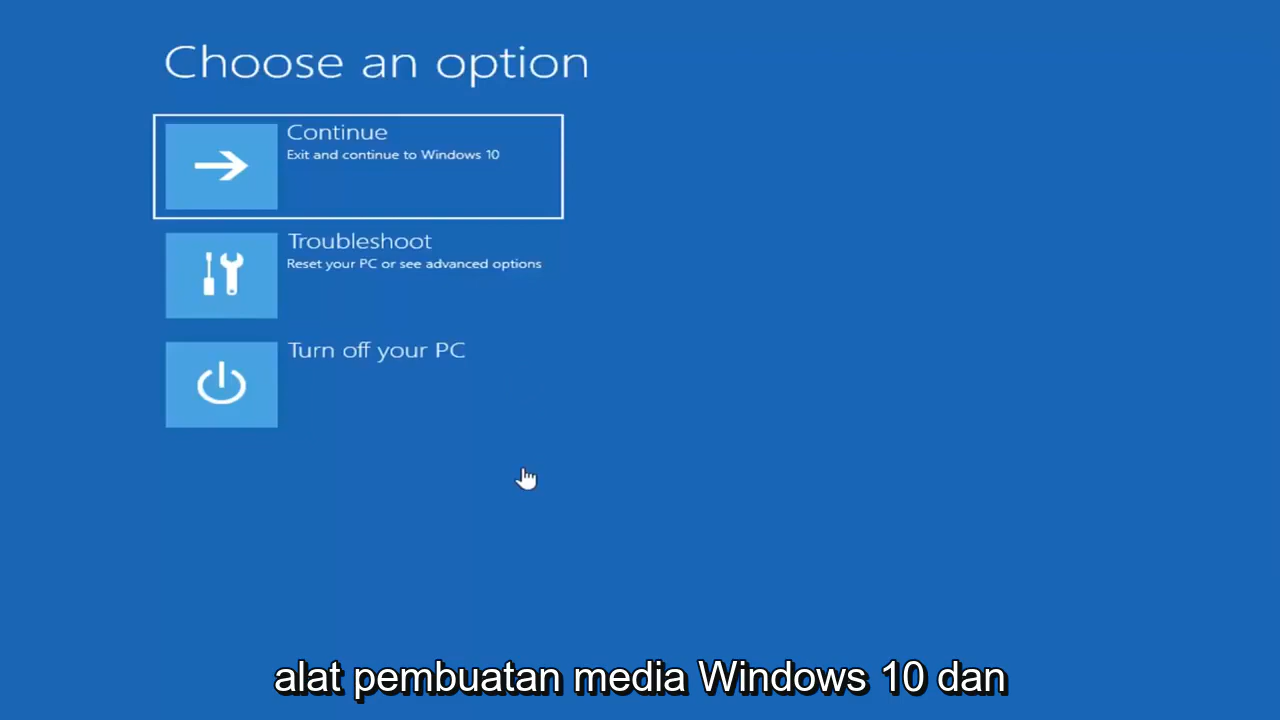 Choose an option
Continue
Exit and continue to Windows 10
Troubleshoot
Reset your PC or see advanced options
Turn off your PC
alat pembuatan media Windows 10 dan